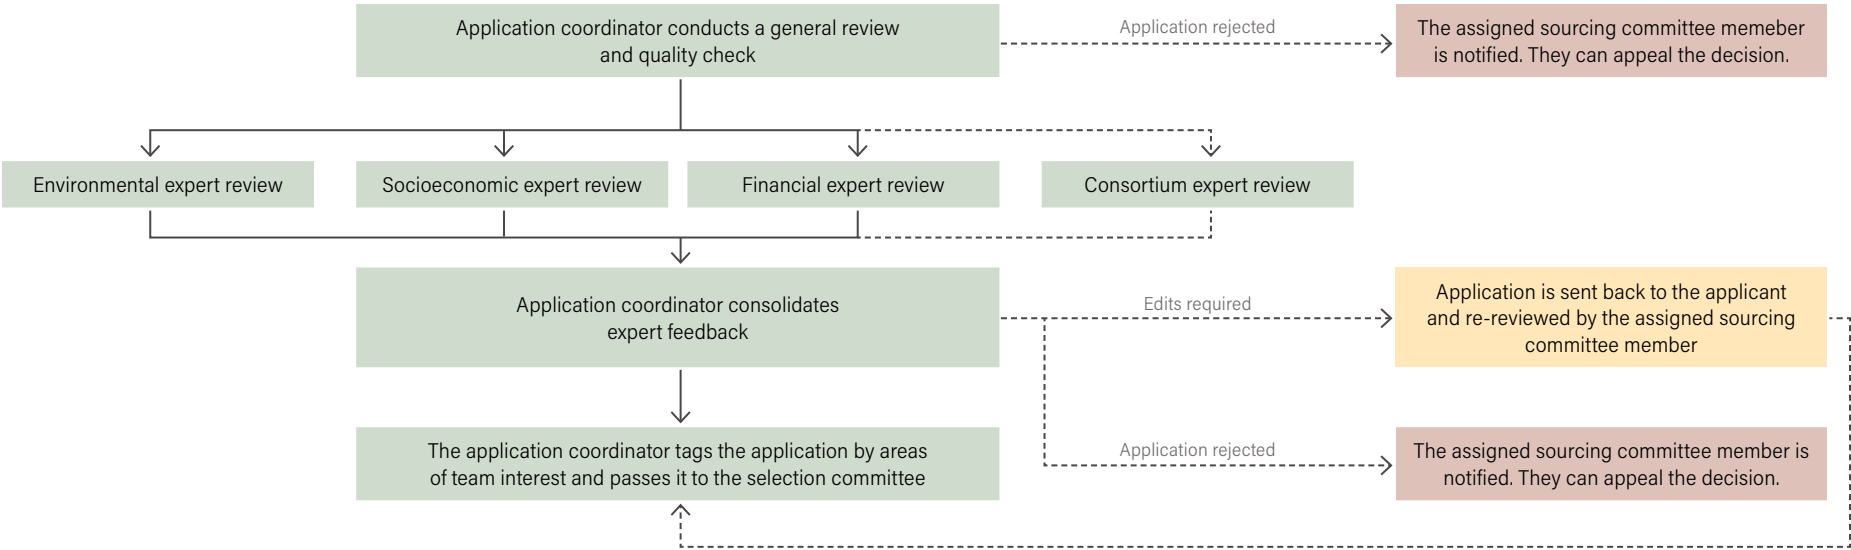 Application coordinator conducts a general review
and quality check
Application rejected
The assigned sourcing committee memeber
is notified. They can appeal the decision.
Environmental expert review
Socioeconomic expert review
Financial expert review
Consortium expert review
Application coordinator consolidates
expert feedback
Edits required
Application is sent back to the applicant
and re-reviewed by the assigned sourcing
committee member
The application coordinator tags the application by areas
of team interest and passes it to the selection committee
Application rejected
The assigned sourcing committee member is
notified. They can appeal the decision.